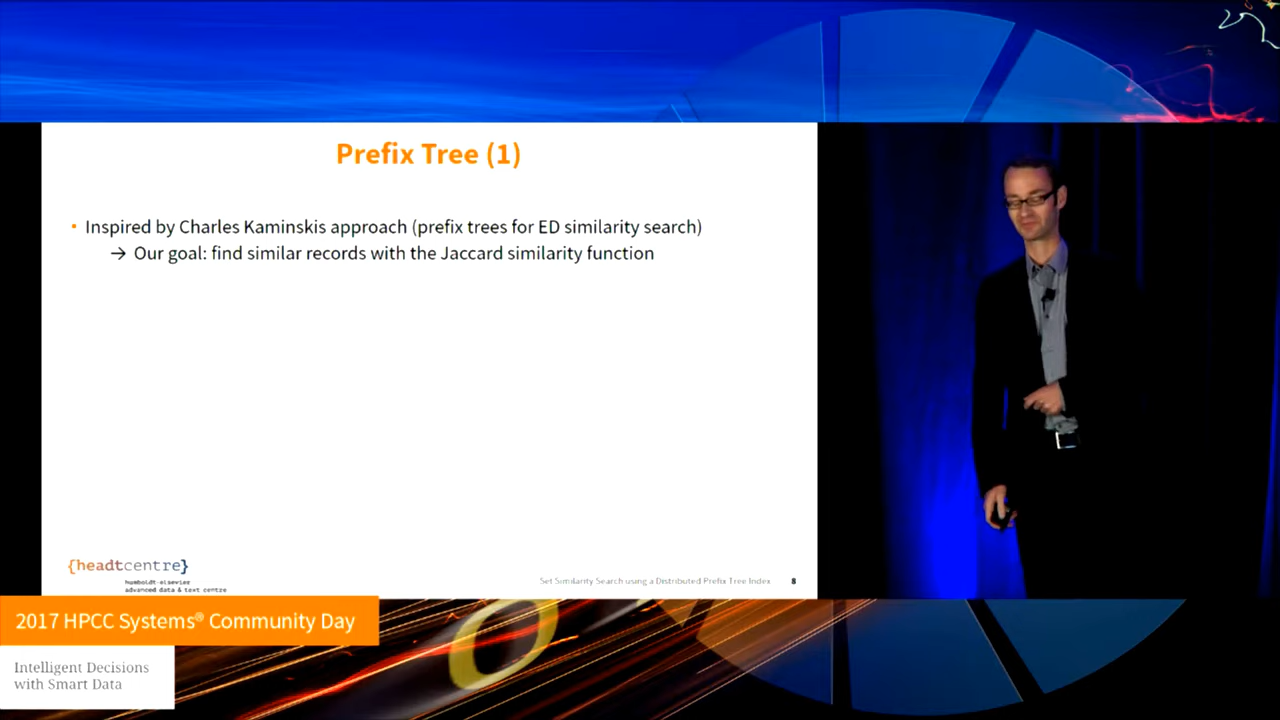 Prefix Tree (1)
▪ Inspired by Charles Kaminskis approach (prefix trees for ED similarity search)
→ Our goal: find similar records with the Jaccard similarity function
{headtcentre}
humboldt-elsevier
advanced data & text centre
Set Similarity Search using a Distributed Prefix Tree Index 8
2017 HPCC Systems® Community Day
Intelligent Decisions
with Smart Data